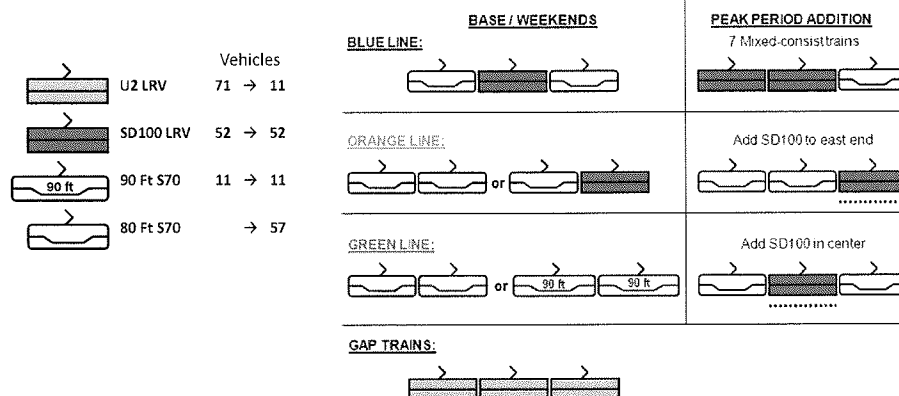 Vehicles
U2 LRV 71 → 11
SD100 LRV 52 → 52
90 ft 90 Ft S70 11 → 11
80 Ft S70 → 57
BASE / WEEKENDS
PEAK PERIOD ADDITION
BLUE LINE:
7 Mixed-consist trains
ORANGE LINE:
or
Add SD100 to east end
GREEN LINE:
or 90 ft 90 ft
Add SD100 in center
GAP TRAINS: